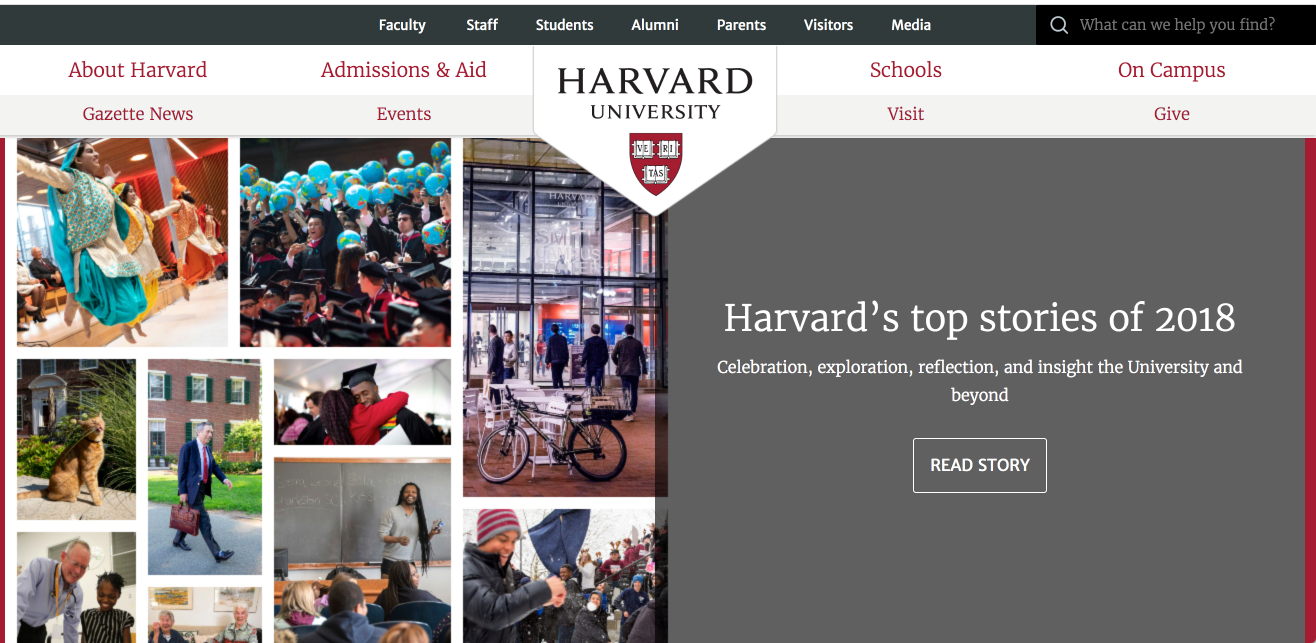 Faculty Staff Students Alumni Parents Visitors Media What can we help you find?
About Harvard Admissions & Aid Schools On Campus
HARVARD
UNIVERSITY
Gazette News Events Visit Give
VE RI
TAS
HARVARD
Harvard’s top stories of 2018
Celebration, exploration, reflection, and insight the University and
beyond
READ STORY